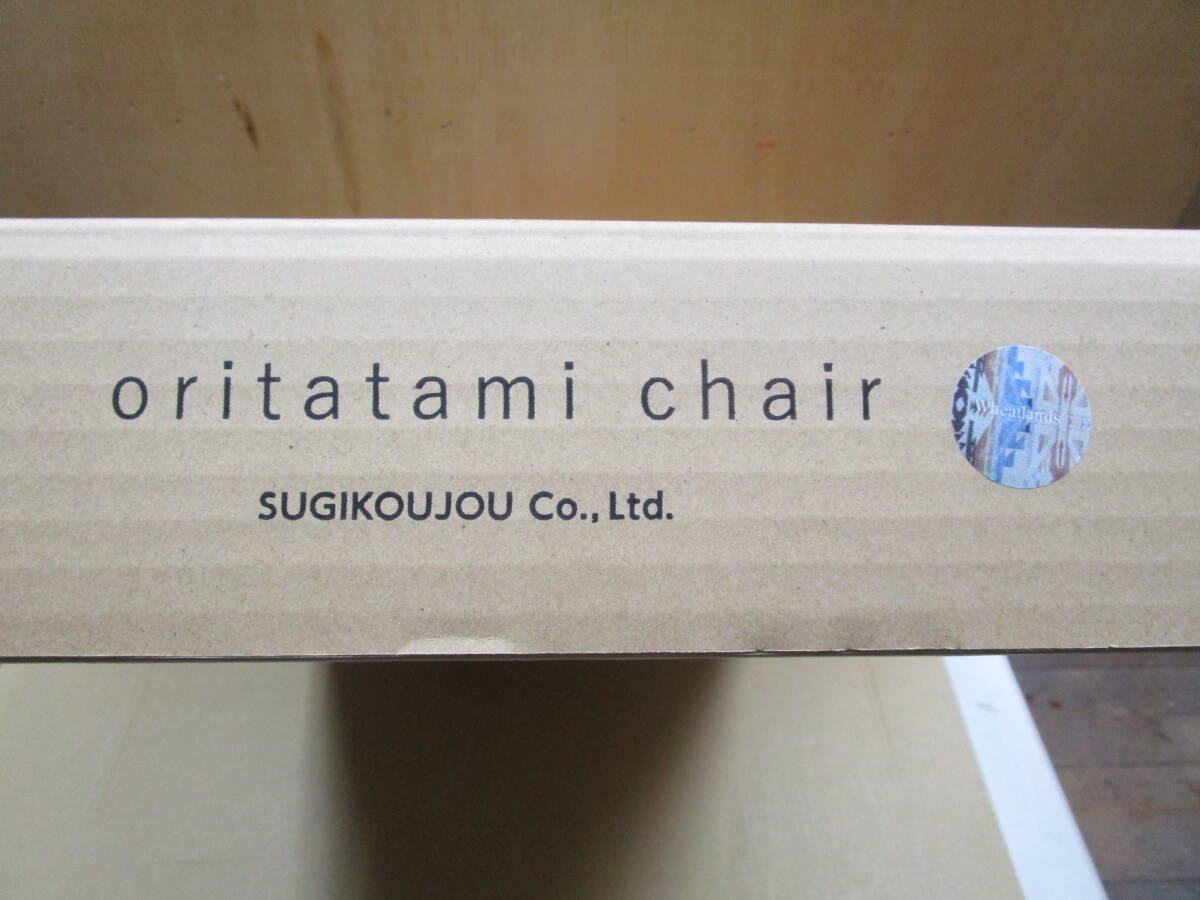 oritatami chair
Wheatlands
SUGIKOUJOU Co., Ltd.